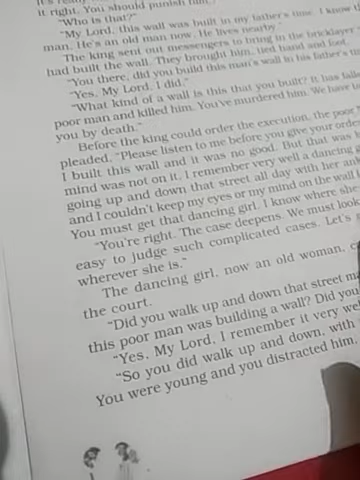 it right. You should punish him."
"Who is that?"
"My Lord, this wall was built in my father's time. I know the
man. He's an old man now. He lives nearby."
The king sent out messengers to bring in the bricklayer
had built the wall. They brought him, tied hand and foot.
"You there, did you build this man's wall in his father's time
"Yes, My Lord, I did."
"What kind of a wall is this that you built? It has fallen
poor man and killed him. You've murdered him. We have to
you by death."
Before the king could order the execution, the poor
pleaded, "Please listen to me before you give your orders
I built this wall and it was no good. But that was
mind was not on it. I remember very well a dancing g
going up and down that street all day with her an
and I couldn't keep my eyes or my mind on the wall I
You must get that dancing girl. I know where she
"You're right. The case deepens. We must look
easy to judge such complicated cases. Let's g
wherever she is."
The dancing girl, now an old woman, c
the court.
"Did you walk up and down that street m
this poor man was building a wall? Did you
"Yes, My Lord, I remember it very well
"So you did walk up and down, with
You were young and you distracted him,